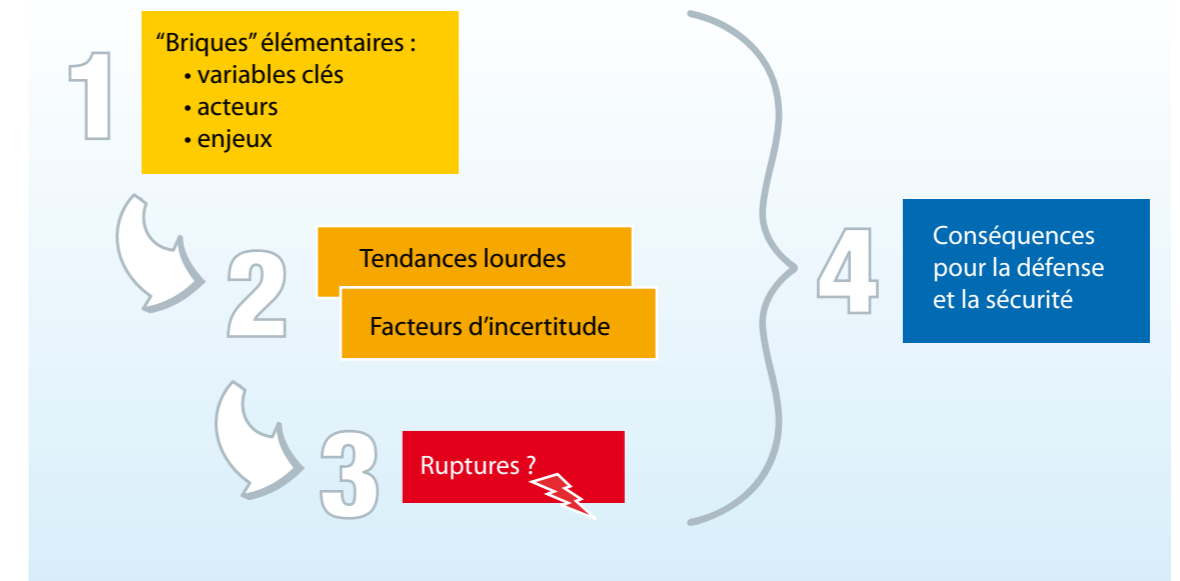 1
“Briques” élémentaires :
• variables clés
• acteurs
• enjeux
2
Tendances lourdes
Facteurs d’incertitude
3
Ruptures ?
4
Conséquences
pour la défense
et la sécurité